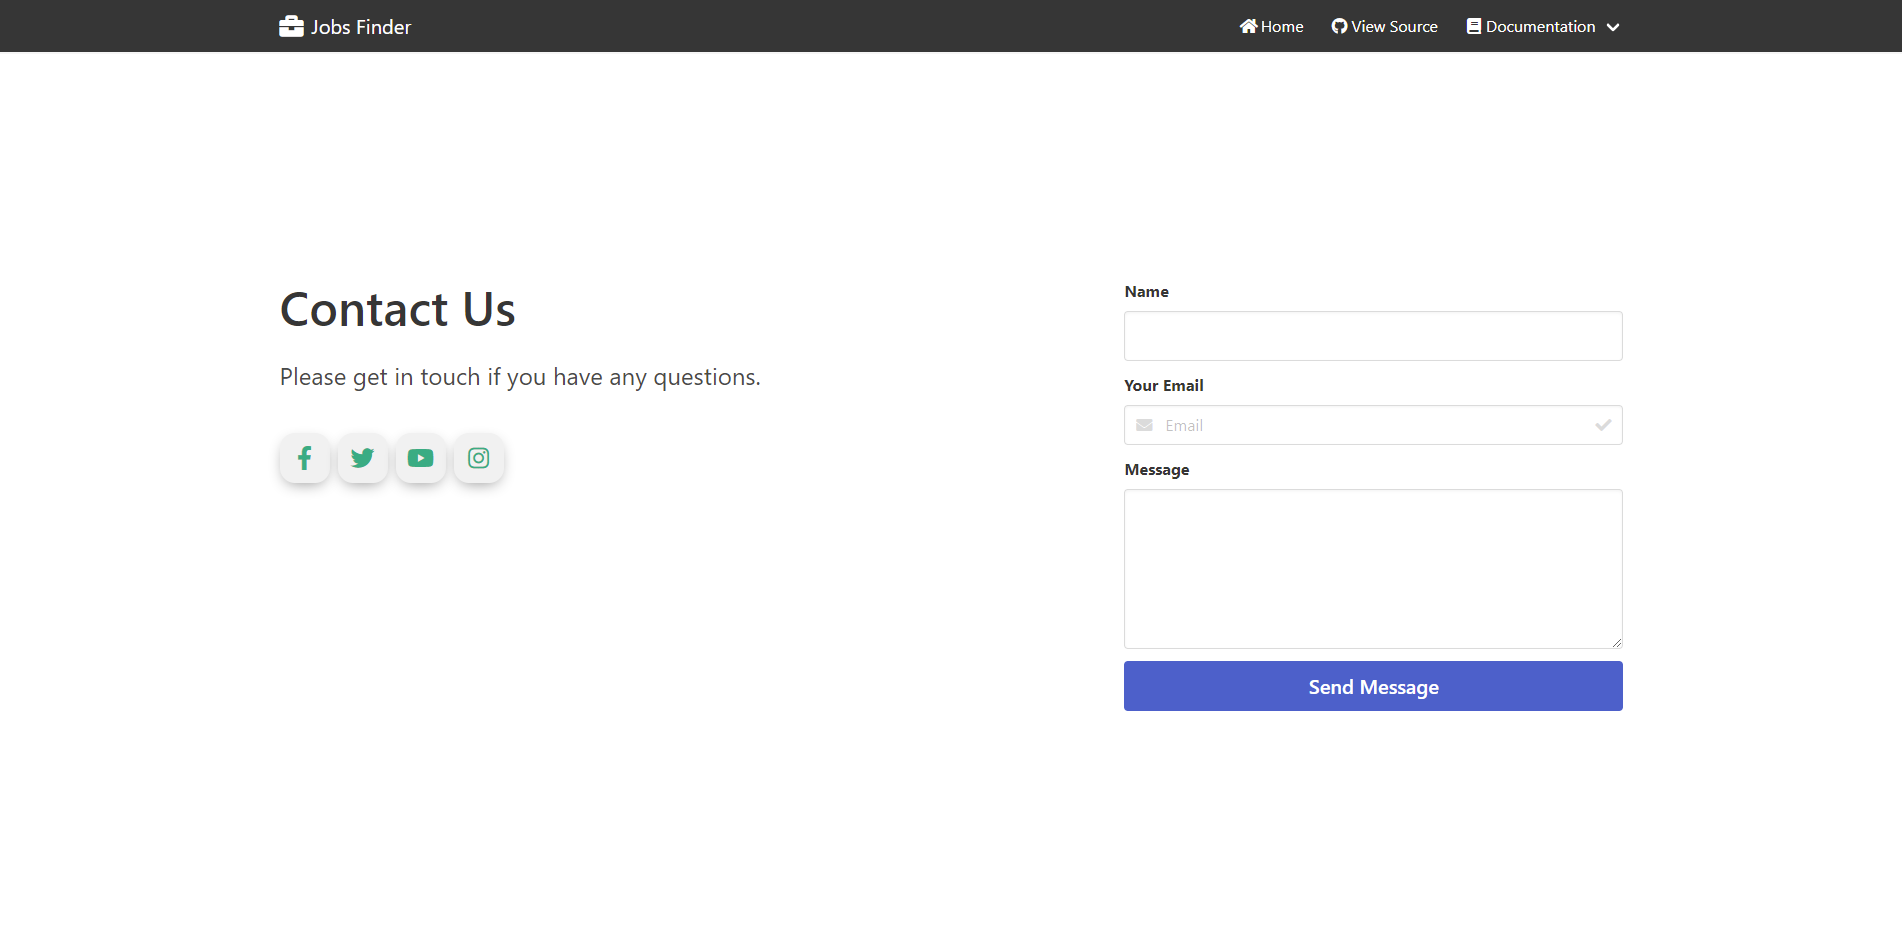 Jobs Finder
Home
View Source
Documentation
Contact Us
Please get in touch if you have any questions.
Name
Your Email
Email
Message
Send Message